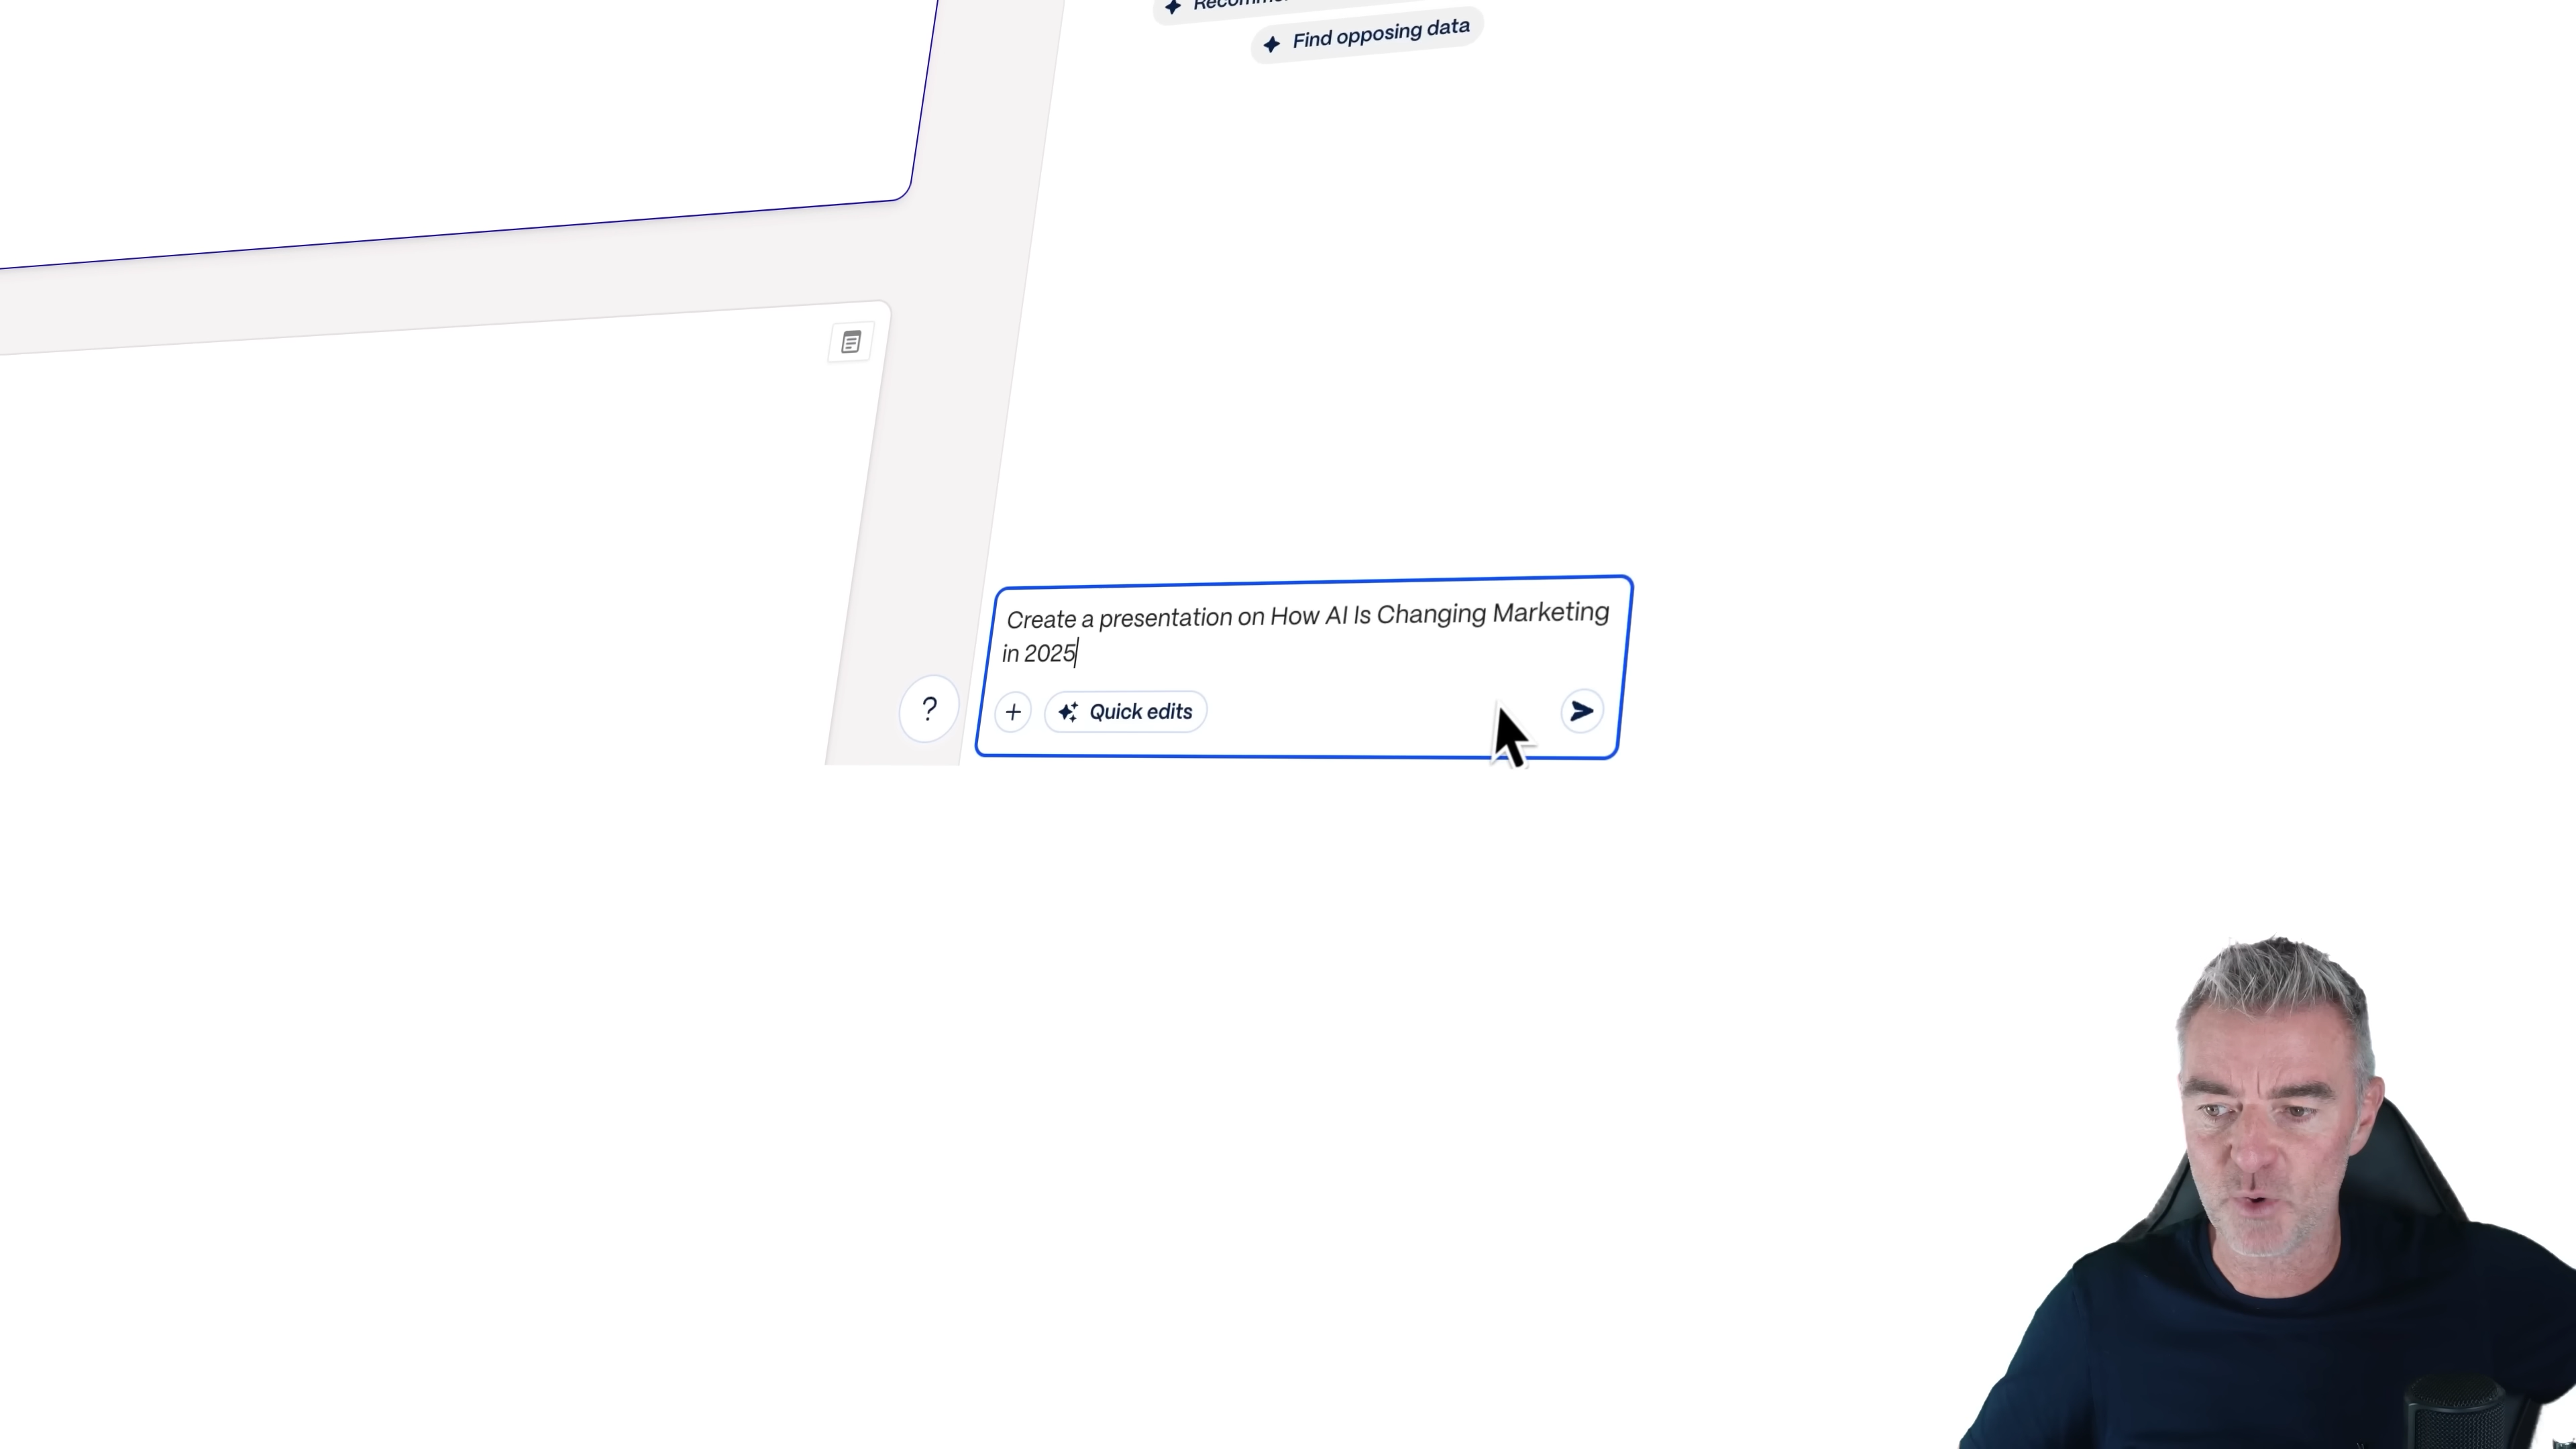 Find opposing data
Create a presentation on How AI Is Changing Marketing
in 2025
?
Quick edits